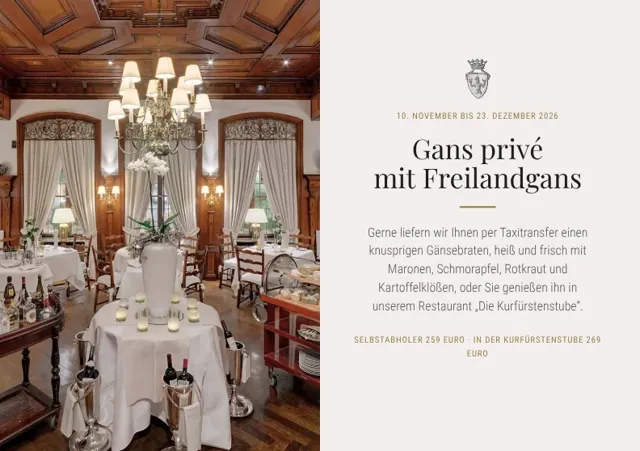 10. NOVEMBER BIS 23. DEZEMBER 2026
Gans privé
mit Freilandgans
Gerne liefern wir Ihnen per Taxitransfer einen
knusprigen Gänsebraten, heiß und frisch mit
Maronen, Schmorapfel, Rotkraut und
Kartoffelklößen, oder Sie genießen ihn in
unserem Restaurant „Die Kurfürstenstube“.
SELBSTABHOLER 259 EURO · IN DER KURFÜRSTENSTUBE 269
EURO